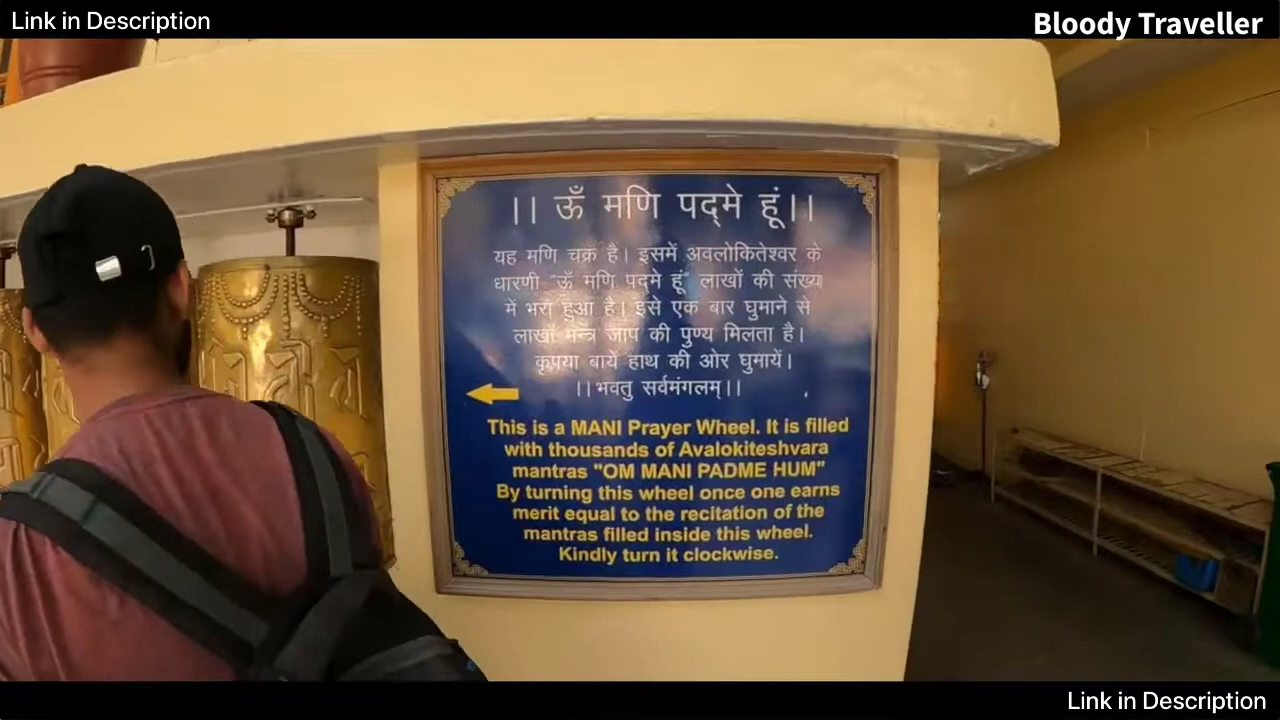 Link in Description
Bloody Traveller
|| ऊँ मणि पद्‌मे हूं ||
यह मणि चक्र है। इसमें अवलोकितेश्वर के
धारणी "ऊँ मणि पद्‌मे हूं" लाखों की संख्या
में भरा हुआ है। इसे एक बार घुमाने से
लाखों मन्त्र जाप की पुण्य मिलता है।
कृपया बायें हाथ की ओर घुमायें।
||भवतु सर्वमंगलम्||
This is a MANI Prayer Wheel. It is filled
with thousands of Avalokiteshvara
mantras "OM MANI PADME HUM"
By turning this wheel once one earns
merit equal to the recitation of the
mantras filled inside this wheel.
Kindly turn it clockwise.
Link in Description